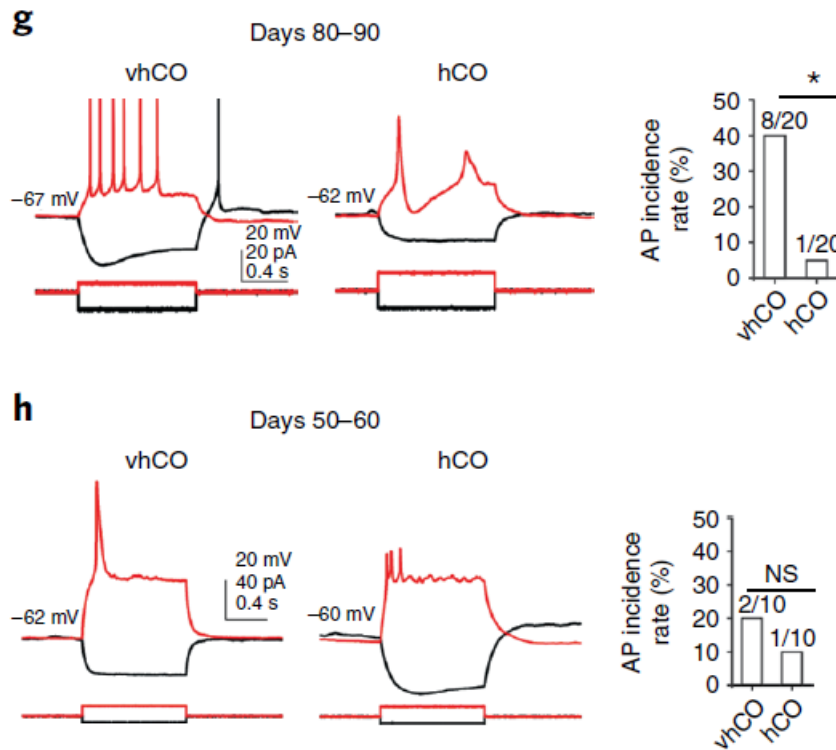 g
Days 80–90
vhCO
hCO
–67 mV
20 mV
20 pA
0.4 s
–62 mV
AP incidence
rate (%)
50
40
30
20
10
0
8/20
1/20
*
vhCO
hCO
h
Days 50–60
vhCO
hCO
–62 mV
20 mV
40 pA
0.4 s
–60 mV
AP incidence
rate (%)
50
40
30
20
10
0
NS
2/10
1/10
vhCO
hCO